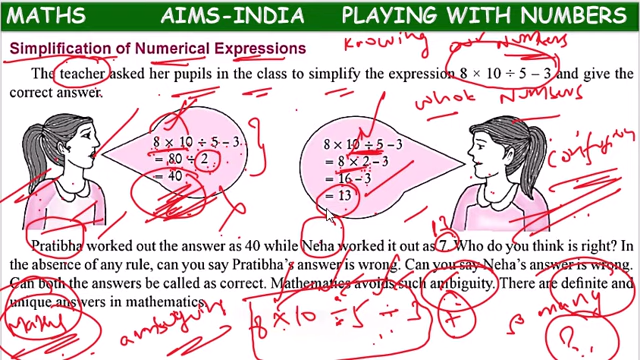 MATHS AIMS-INDIA PLAYING WITH NUMBERS
Simplification of Numerical Expressions
knowing our Numbers
The teacher asked her pupils in the class to simplify the expression 8 × 10 ÷ 5 – 3 and give the
correct answer.
whole Numbers
8 × 10 ÷ 5 – 3
= 80 ÷ 2
= 40
8 × 10 ÷ 5 – 3
= 8 × 2 – 3
= 16 – 3
= 13
13
Pratibha worked out the answer as 40 while Neha worked it out as 7. Who do you think is right? In
the absence of any rule, can you say Pratibha's answer is wrong. Can you say Neha's answer is wrong.
Can both the answers be called as correct. Mathematics avoids such ambiguity. There are definite and
unique answers in mathematics.
Maths
ambiguity
8 × 10 ÷ 5 – 3
so many